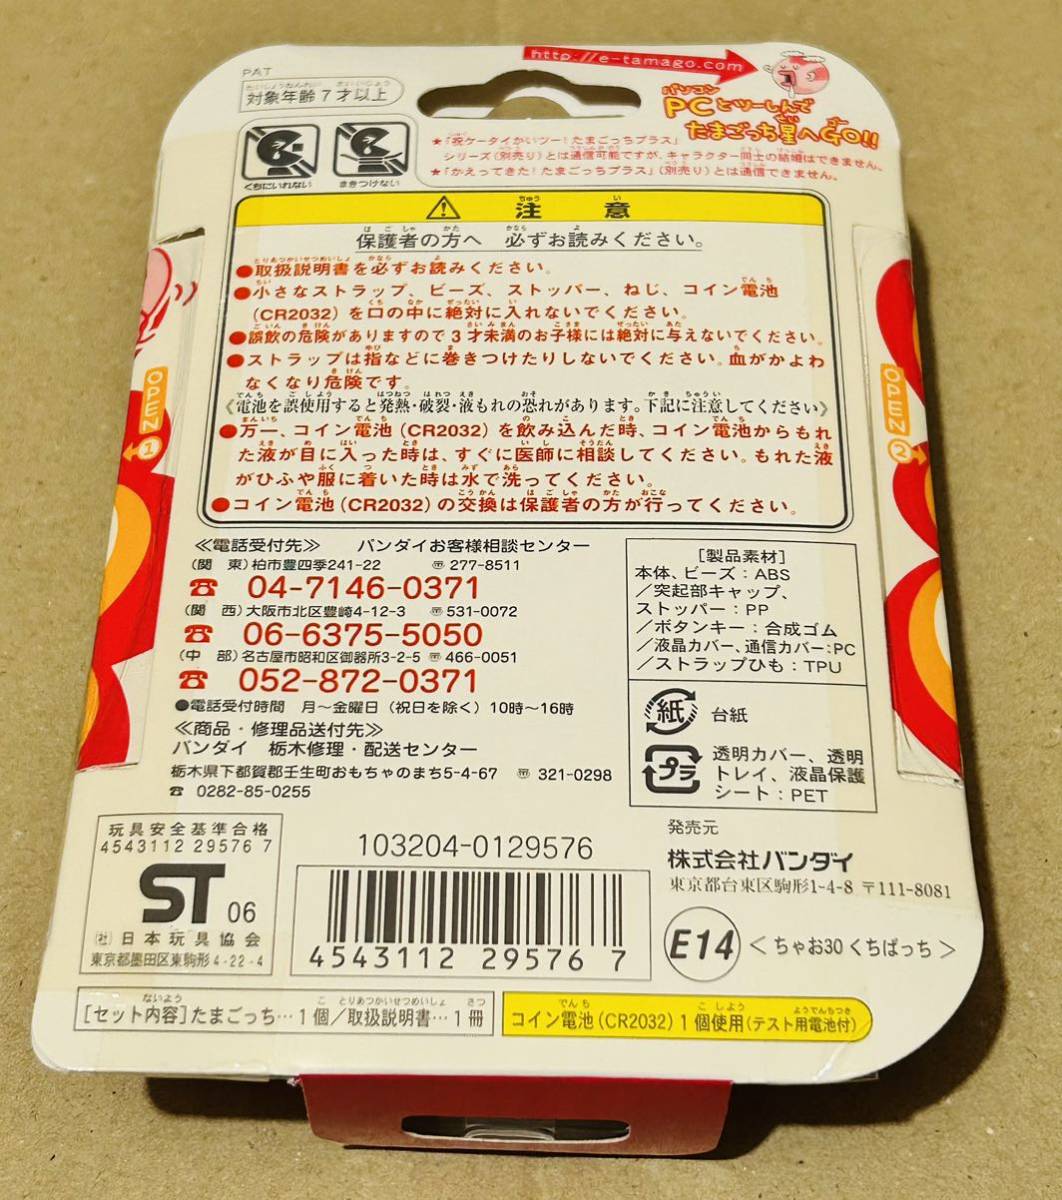 PAT
対象年齢7才以上
くちにいれない
まきつけない
http://e-tamago.com
パソコン
PCとツーしんで
たまごっち星へGO!!
★「祝ケータイかいツー!たまごっちプラス」
シリーズ(別売り)とは通信可能ですが、キャラクター同士の結婚はできません。
★「かえってきた!たまごっちプラス」(別売り)とは通信できません。
注意
保護者の方へ 必ずお読みください。
●取扱説明書を必ずお読みください。
●小さなストラップ、ビーズ、ストッパー、ねじ、コイン電池
(CR2032)を口の中に絶対に入れないでください。
●誤飲の危険がありますので3才未満のお子様には絶対に与えないでください。
●ストラップは指などに巻きつけたりしないでください。血がかよわ
なくなり危険です。
《電池を誤使用すると発熱・破裂・液もれの恐れがあります。下記に注意してください》
●万一、コイン電池(CR2032)を飲み込んだ時、コイン電池からもれ
た液が目に入った時は、すぐに医師に相談してください。もれた液
がひふや服に着いた時は水で洗ってください。
●コイン電池(CR2032)の交換は保護者の方が行ってください。
OPEN
1
OPEN
2
≪電話受付先≫ バンダイお客様相談センター
(関 東)柏市豊四季241-22 〒277-8511
☎ 04-7146-0371
(関 西)大阪市北区豊崎4-12-3 〒531-0072
☎ 06-6375-5050
(中 部)名古屋市昭和区御器所3-2-5 〒466-0051
☎ 052-872-0371
●電話受付時間 月～金曜日(祝日を除く)10時～16時
≪商品・修理品送付先≫
バンダイ 栃木修理・配送センター
栃木県下都賀郡壬生町おもちゃのまち5-4-67 〒321-0298
☎ 0282-85-0255
[製品素材]
本体、ビーズ:ABS
/突起部キャップ、
ストッパー:PP
/ボタンキー:合成ゴム
/液晶カバー、通信カバー:PC
/ストラップひも:TPU
紙 台紙
プラ 透明カバー、透明
トレイ、液晶保護
シート:PET
玩具安全基準合格
4543112 29576 7
ST 06
(社)日本玩具協会
東京都墨田区東駒形4-22-4
103204-0129576
4543112 29576 7
発売元
株式会社バンダイ
東京都台東区駒形1-4-8 〒111-8081
E14 <ちゃお30 くちぱっち>
[セット内容]たまごっち…1個/取扱説明書…1冊
コイン電池(CR2032)1個使用(テスト用電池付)